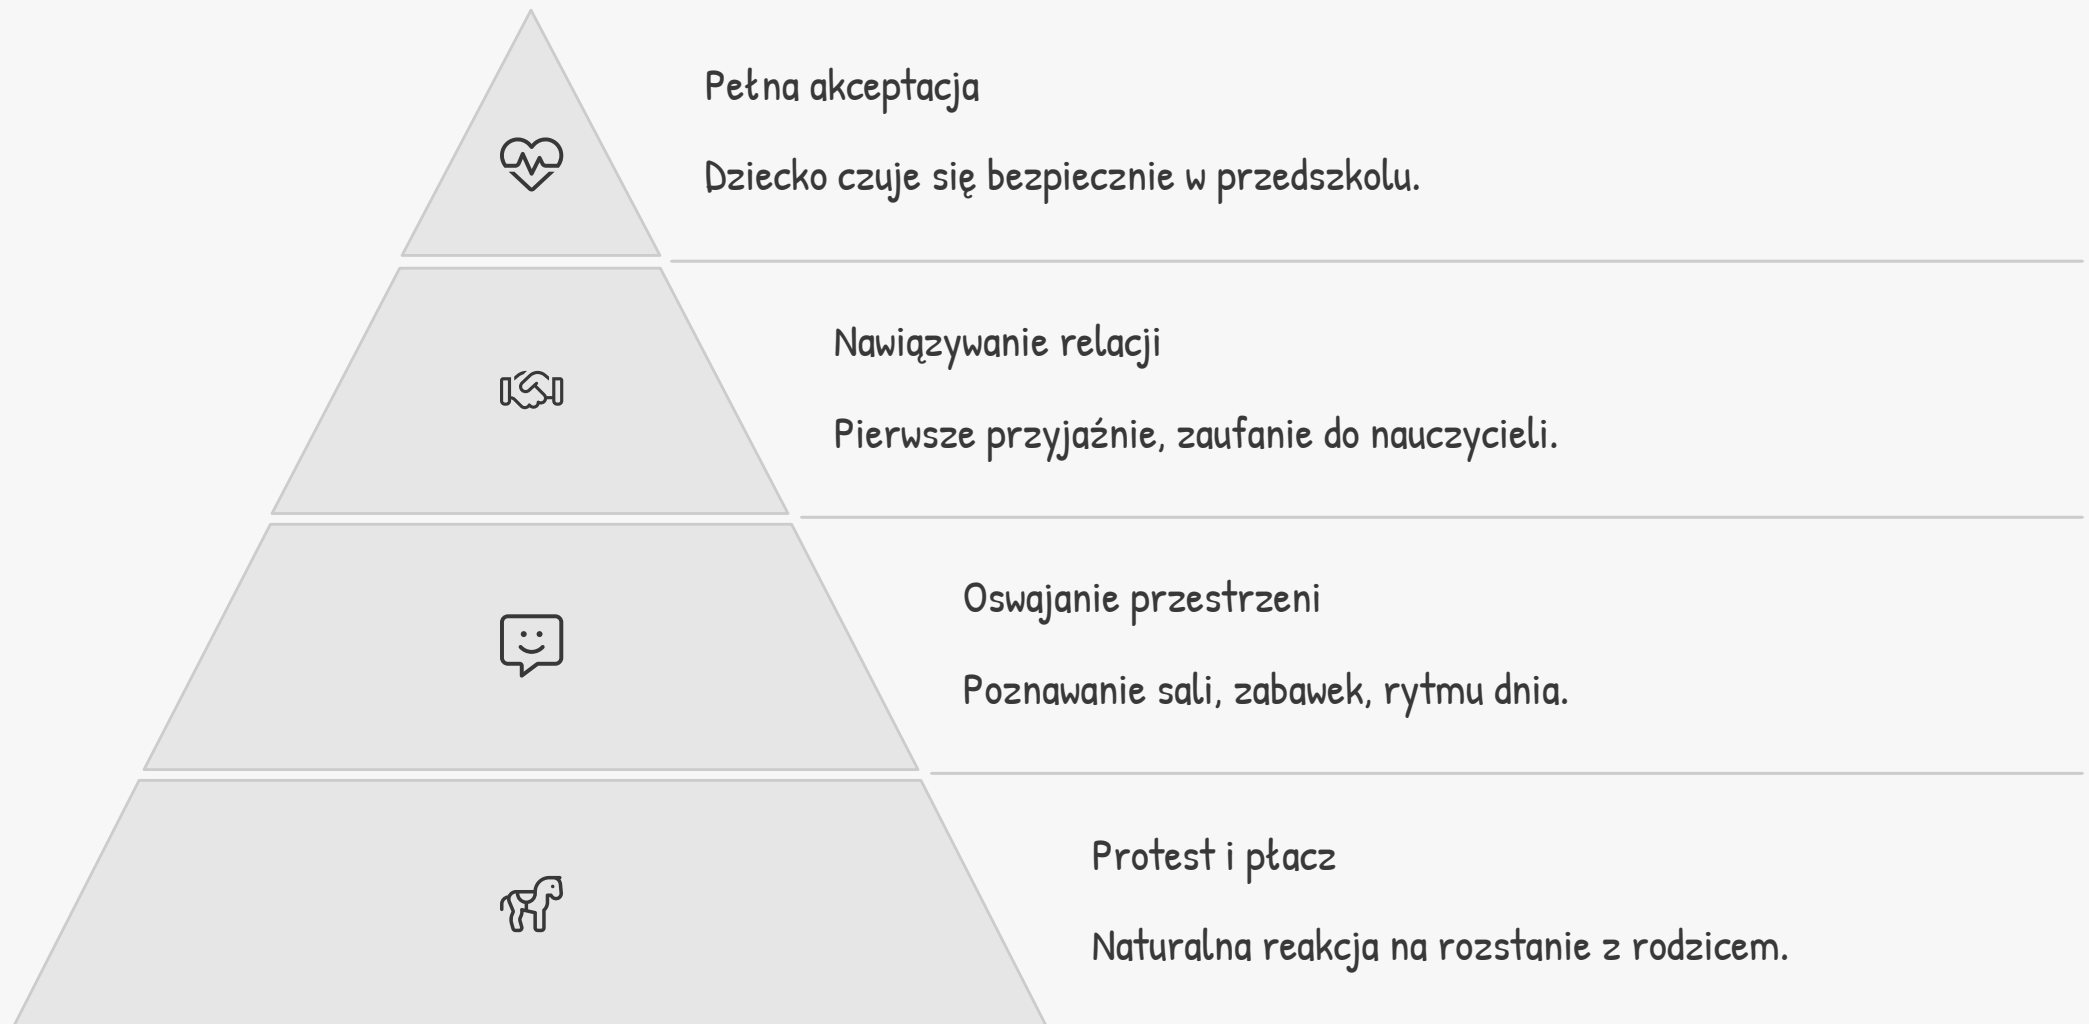 Pełna akceptacja
Dziecko czuje się bezpiecznie w przedszkolu.
Nawiązywanie relacji
Pierwsze przyjaźnie, zaufanie do nauczycieli.
Oswajanie przestrzeni
Poznawanie sali, zabawek, rytmu dnia.
Protest i płacz
Naturalna reakcja na rozstanie z rodzicem.